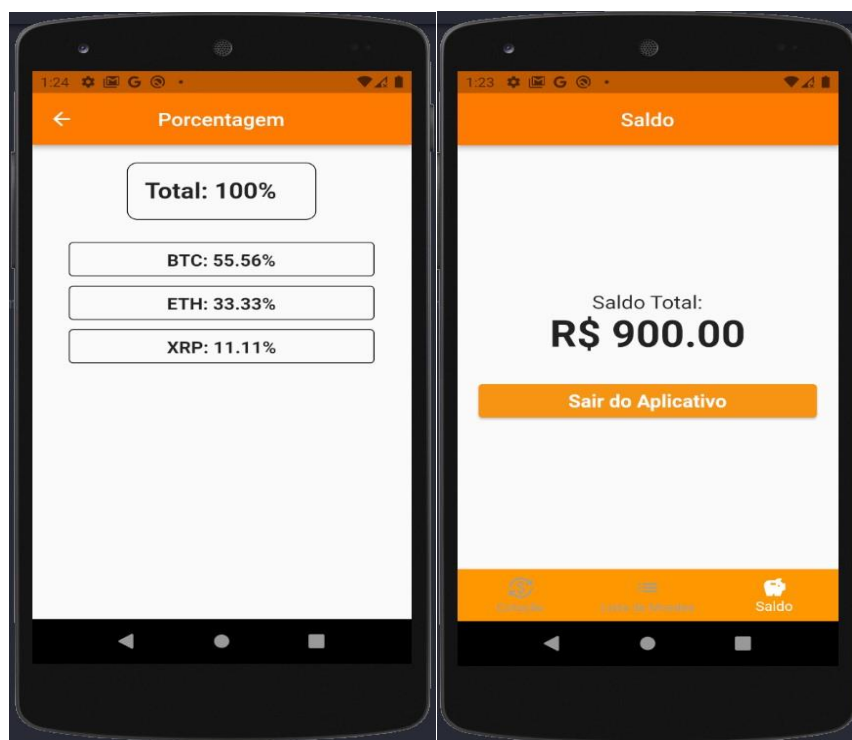 1:24
Porcentagem
Total: 100%
BTC: 55.56%
ETH: 33.33%
XRP: 11.11%
1:23
Saldo
Saldo Total:
R$ 900.00
Sair do Aplicativo
Saldo